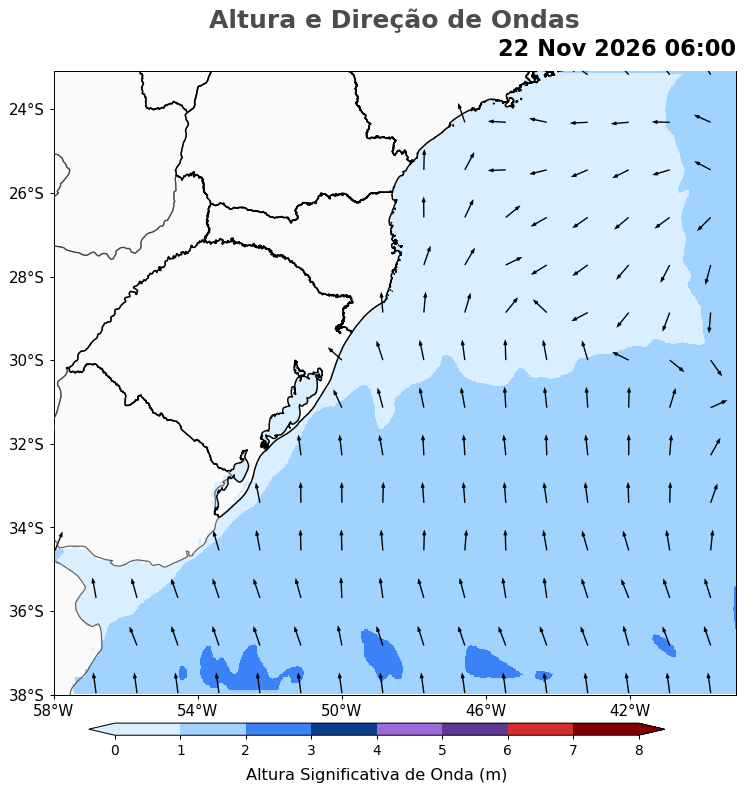 Altura e Direção de Ondas
22 Nov 2026 06:00
24°S
26°S
28°S
30°S
32°S
34°S
36°S
38°S
58°W 54°W 50°W 46°W 42°W
0 1 2 3 4 5 6 7 8
Altura Significativa de Onda (m)